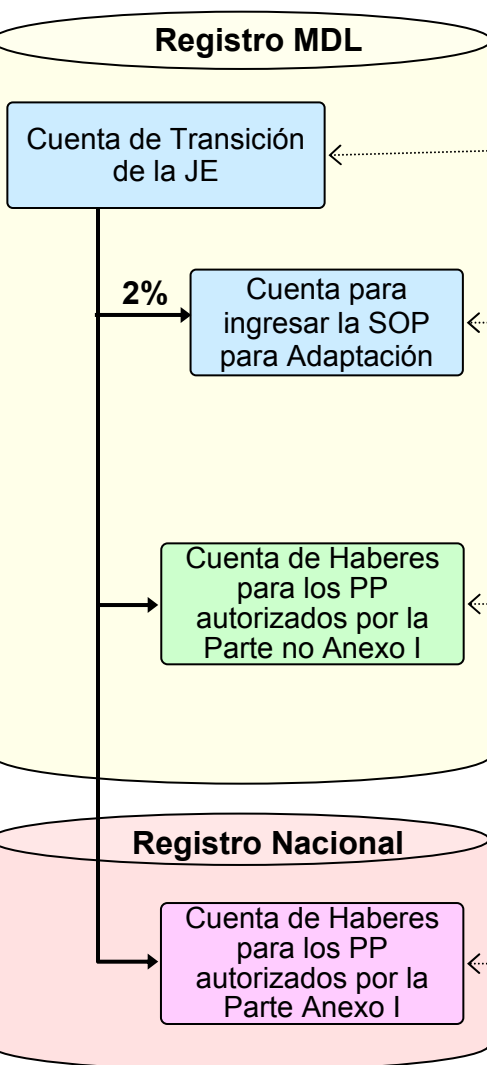 Registro MDL
Cuenta de Transición
de la JE
2%
Cuenta para
ingresar la SOP
para Adaptación
Cuenta de Haberes
para los PP
autorizados por la
Parte no Anexo I
Registro Nacional
Cuenta de Haberes
para los PP
autorizados por la
Parte Anexo I